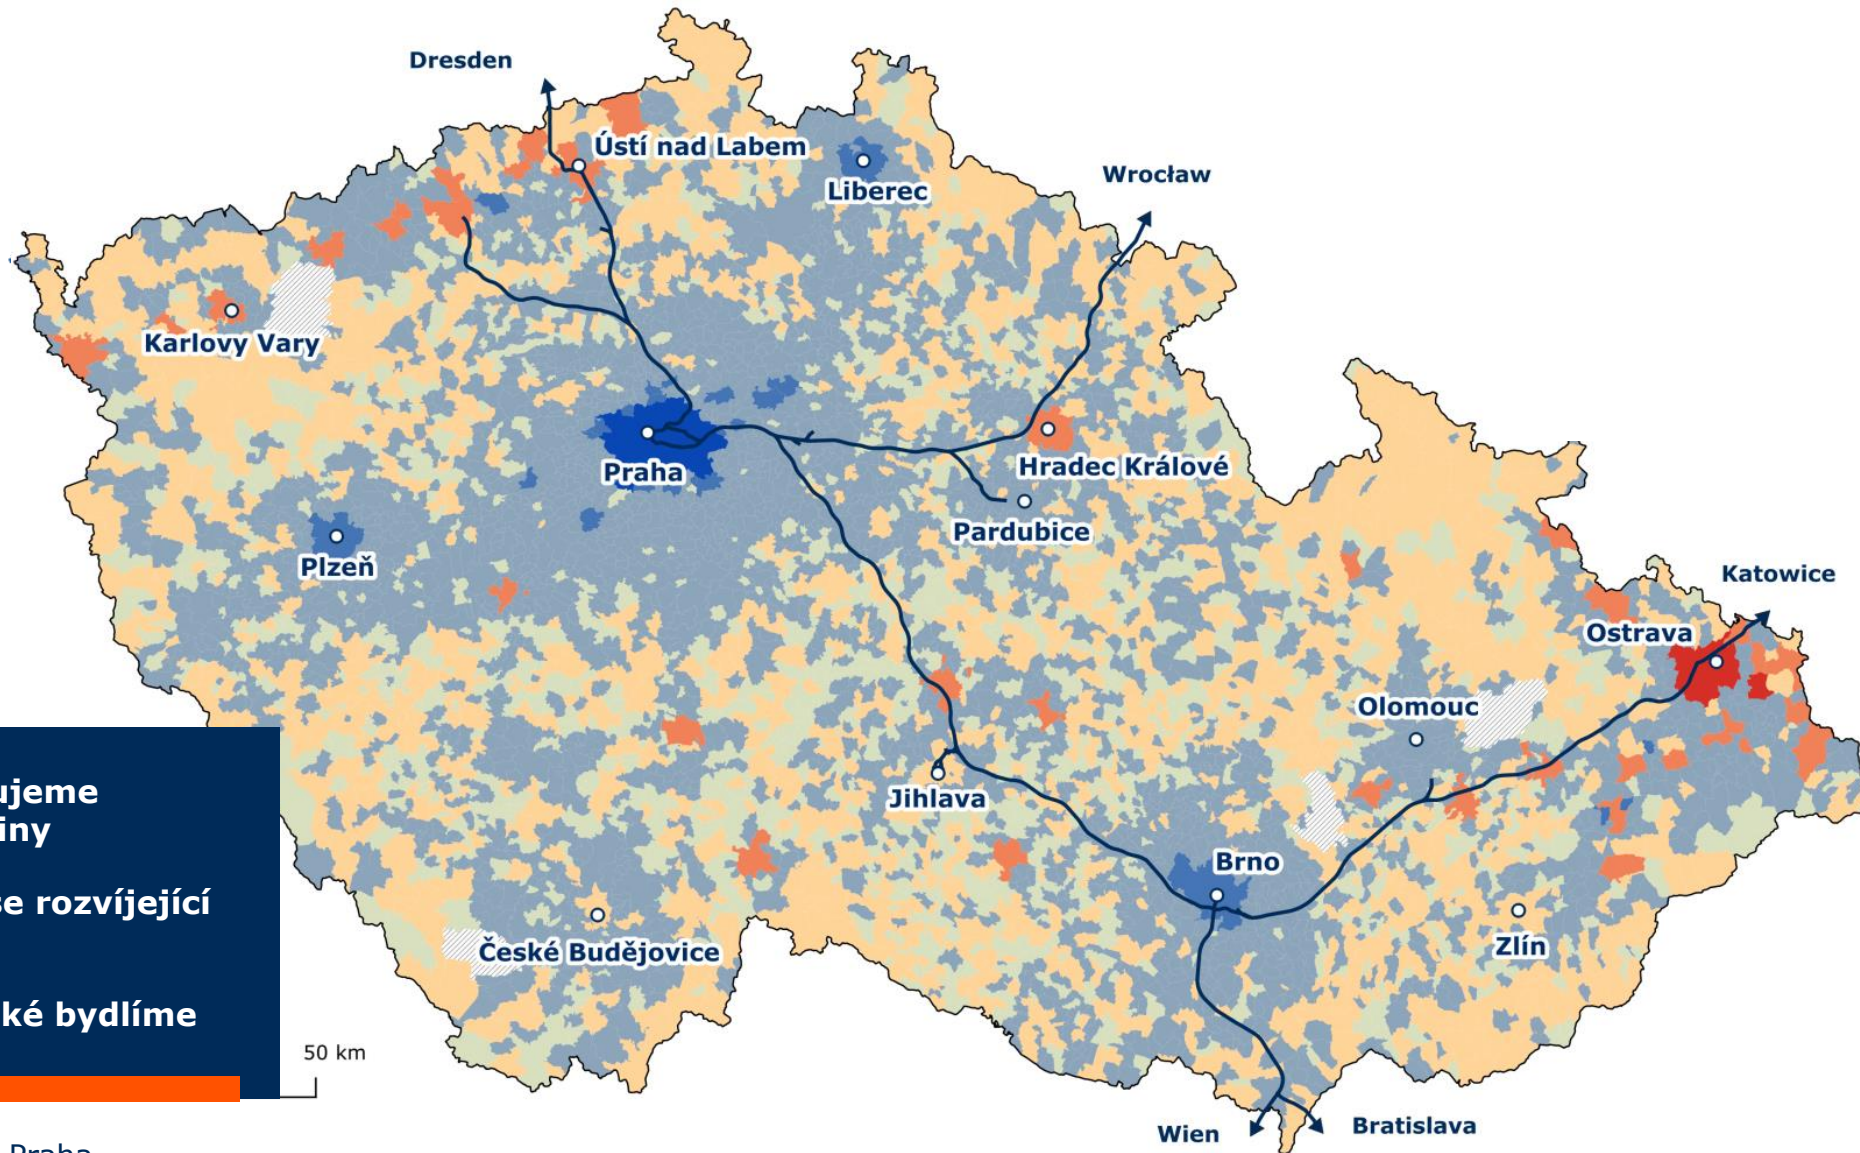 Dresden
Ústí nad Labem
Liberec
Wrocław
Karlovy Vary
Praha
Hradec Králové
Pardubice
Plzeň
Katowice
Ostrava
Olomouc
Jihlava
Brno
Zlín
České Budějovice
ujeme
iny
se rozvíjející
ké bydlíme
50 km
Wien
Bratislava
Praha